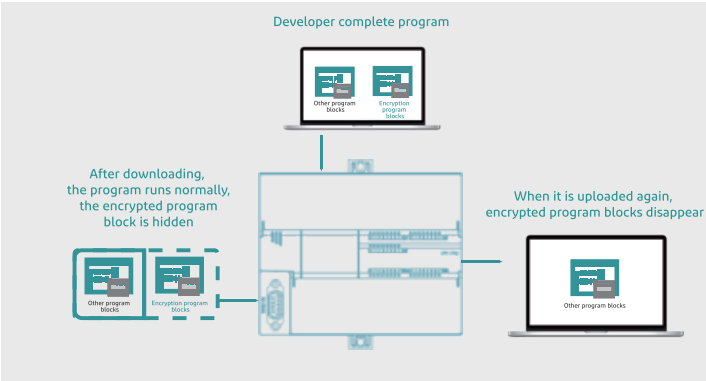 Developer complete program
Other program
blocks
Encryption
program
blocks
After downloading,
the program runs normally,
the encrypted program
block is hidden
Other program
blocks
Encryption program
blocks
When it is uploaded again,
encrypted program blocks disappear
Other program blocks